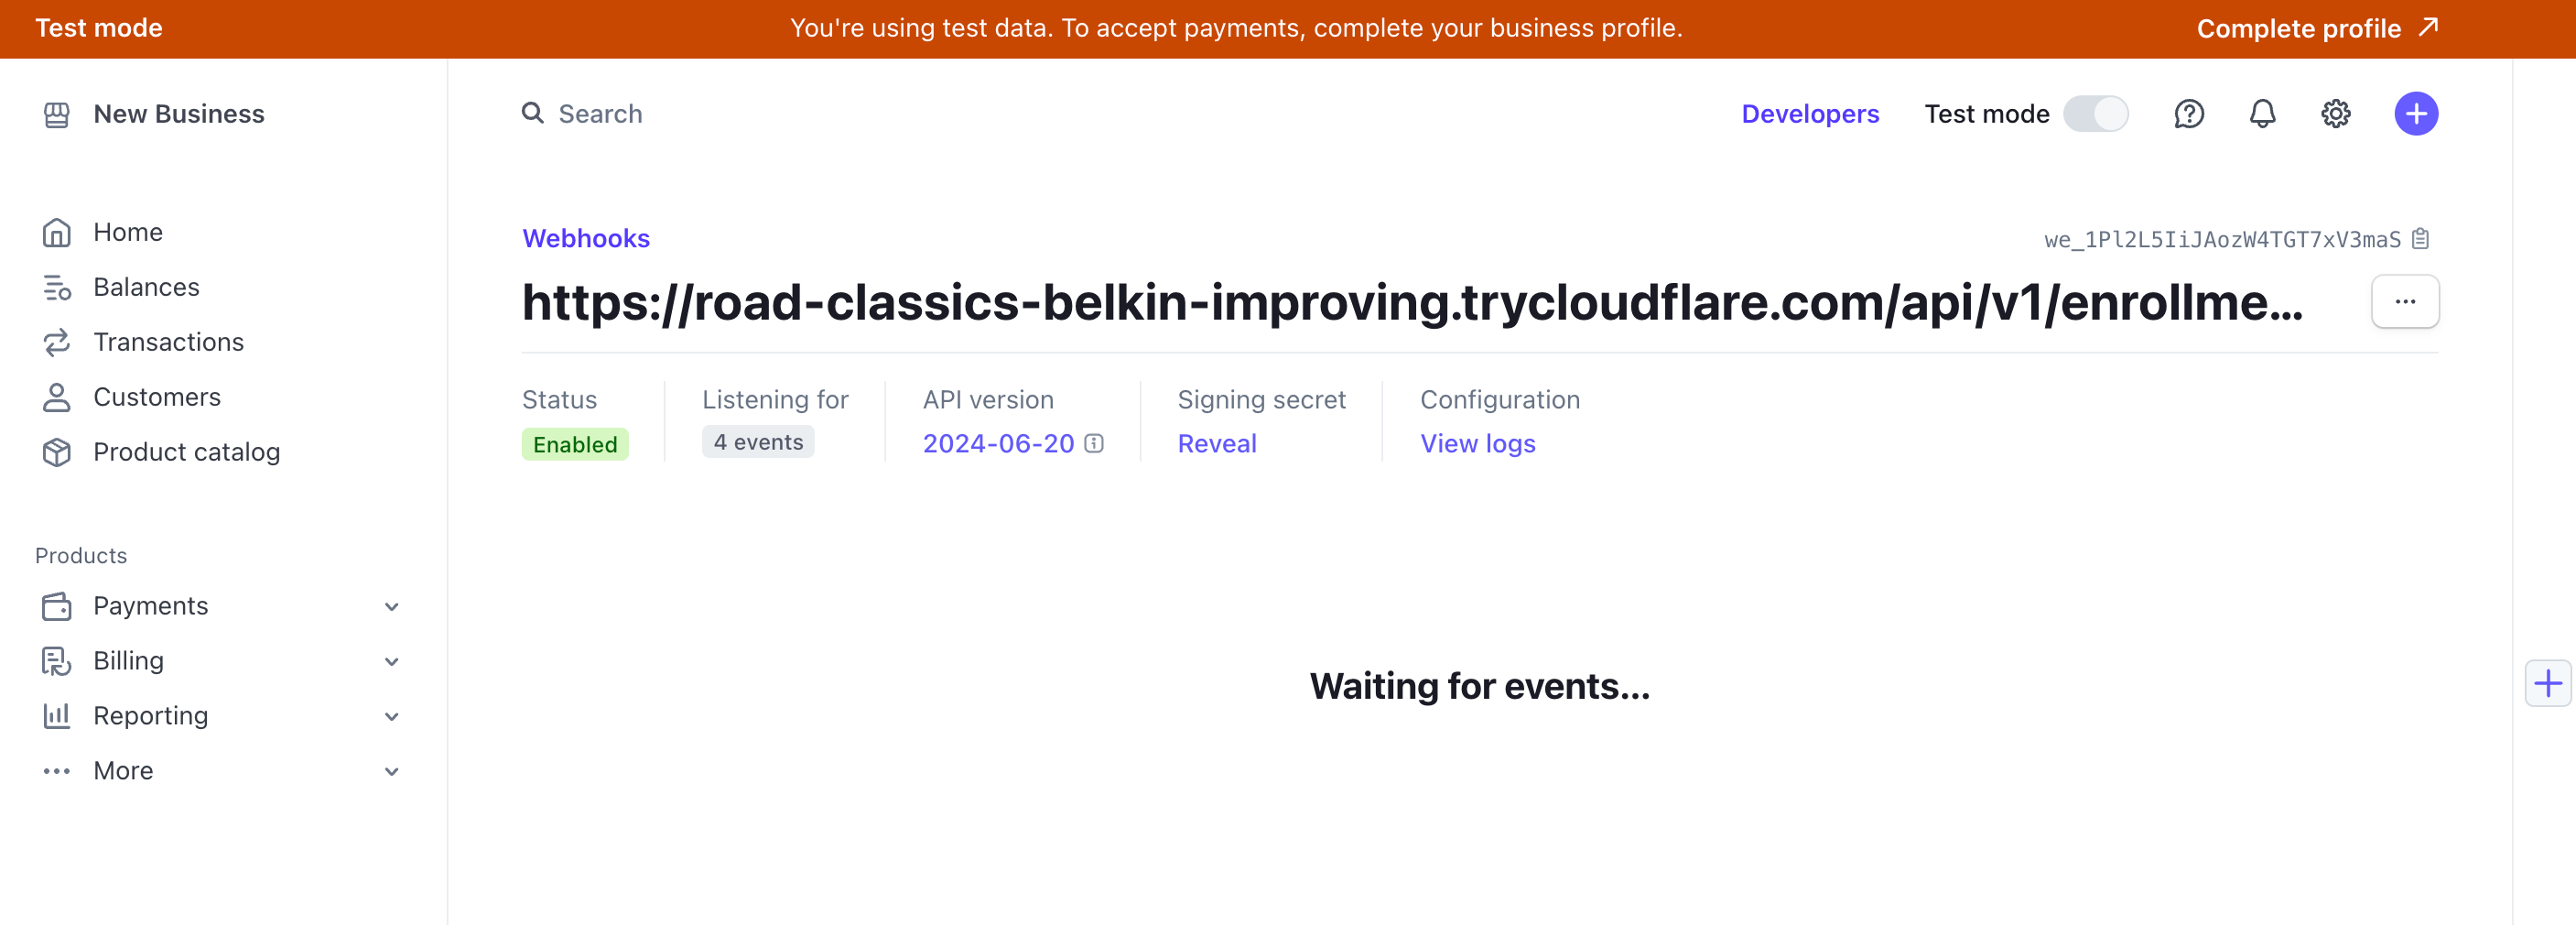 Test mode
You're using test data. To accept payments, complete your business profile.
Complete profile
New Business
Search
Developers
Test mode
Home
Balances
Transactions
Customers
Product catalog
Products
Payments
Billing
Reporting
More
Webhooks
we_1Pl2L5IiJAozW4TGT7xV3maS
https://road-classics-belkin-improving.trycloudflare.com/api/v1/enrollme...
Status
Enabled
Listening for
4 events
API version
2024-06-20
Signing secret
Reveal
Configuration
View logs
Waiting for events...